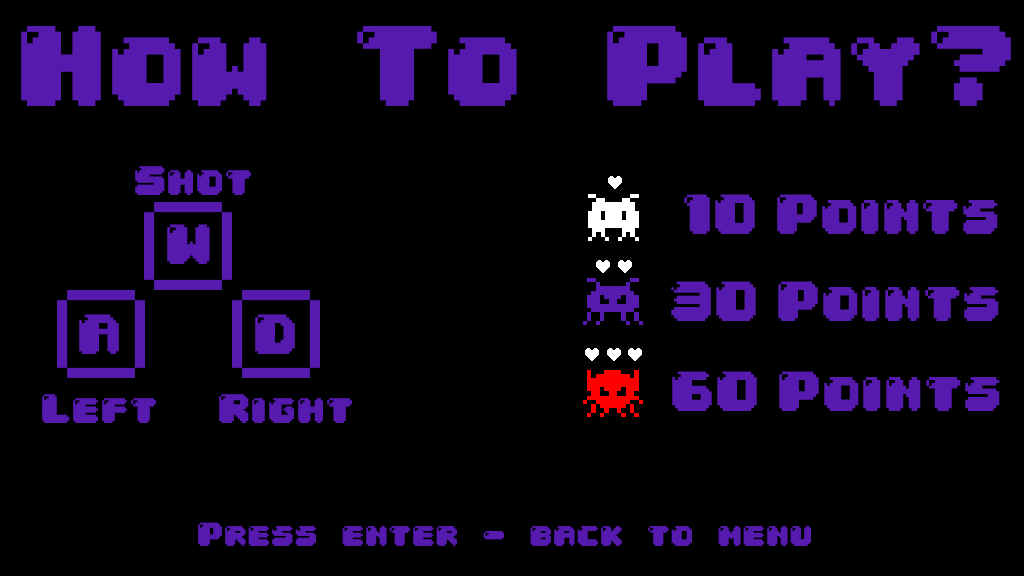 How To Play?
Shot
W
A D
Left Right
10 Points
30 Points
60 Points
Press enter - back to menu